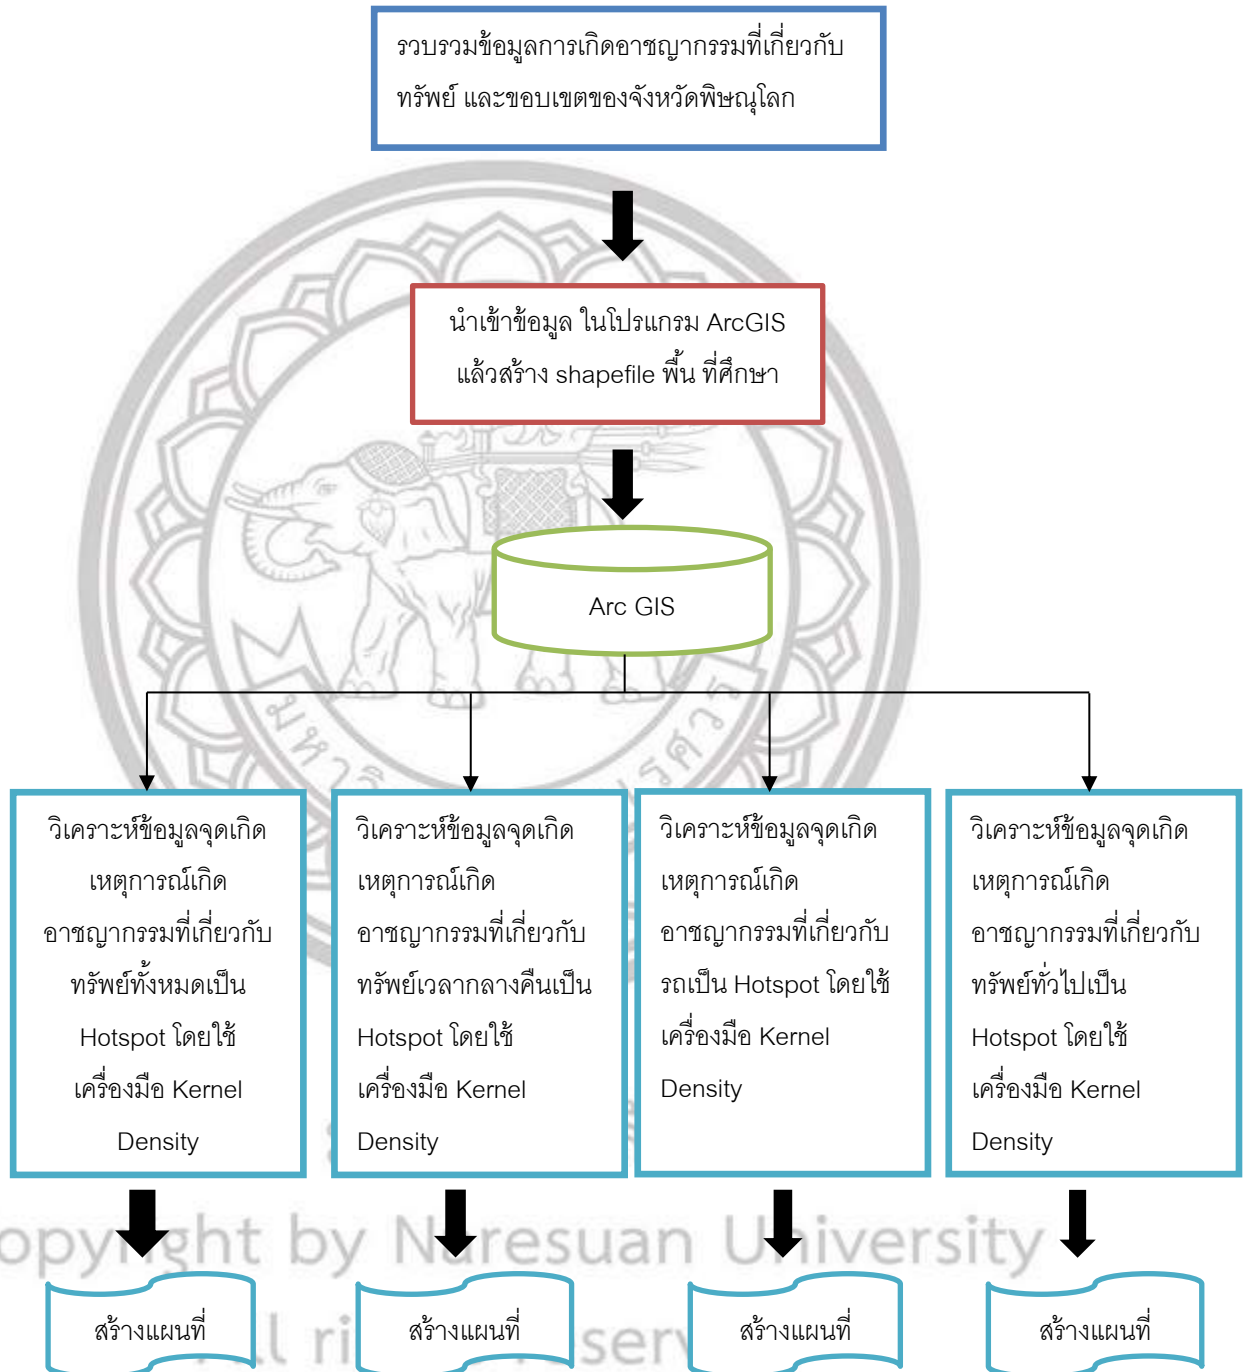 รวบรวมข้อมูลการเกิดอาชญากรรมที่เกี่ยวกับ
ทรัพย์ และขอบเขตของจังหวัดพิษณุโลก
นำเข้าข้อมูล ในโปรแกรม ArcGIS
แล้วสร้าง shapefile พื้น ที่ศึกษา
Arc GIS
วิเคราะห์ข้อมูลจุดเกิด
เหตุการณ์เกิด
อาชญากรรมที่เกี่ยวกับ
ทรัพย์ทั้งหมดเป็น
Hotspot โดยใช้
เครื่องมือ Kernel
Density
วิเคราะห์ข้อมูลจุดเกิด
เหตุการณ์เกิด
อาชญากรรมที่เกี่ยวกับ
ทรัพย์เวลากลางคืนเป็น
Hotspot โดยใช้
เครื่องมือ Kernel
Density
วิเคราะห์ข้อมูลจุดเกิด
เหตุการณ์เกิด
อาชญากรรมที่เกี่ยวกับ
รถเป็น Hotspot โดยใช้
เครื่องมือ Kernel
Density
วิเคราะห์ข้อมูลจุดเกิด
เหตุการณ์เกิด
อาชญากรรมที่เกี่ยวกับ
ทรัพย์ทั่วไปเป็น
Hotspot โดยใช้
เครื่องมือ Kernel
Density
opyright by Naresuan University
สร้างแผนที่
สร้างแผนที่
สร้างแผนที่
สร้างแผนที่